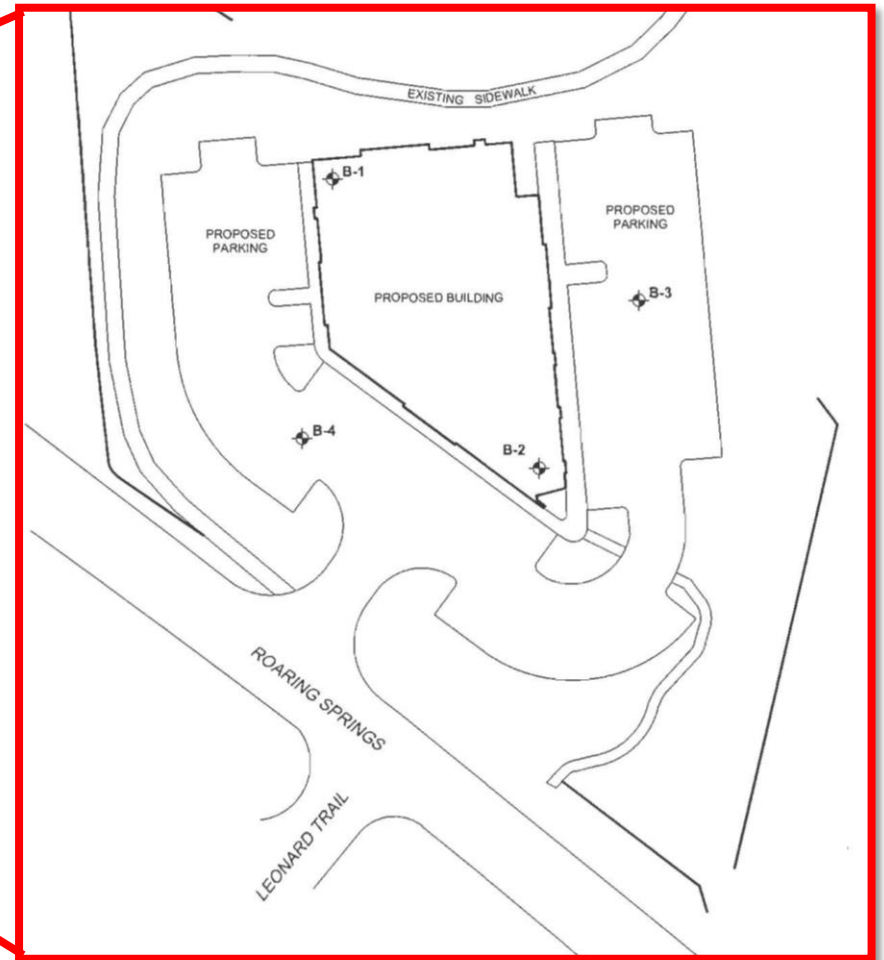 EXISTING SIDEWALK
B-1
PROPOSED
PARKING
PROPOSED
PARKING
PROPOSED BUILDING
B-3
B-4
B-2
ROARING SPRINGS
LEONARD TRAIL